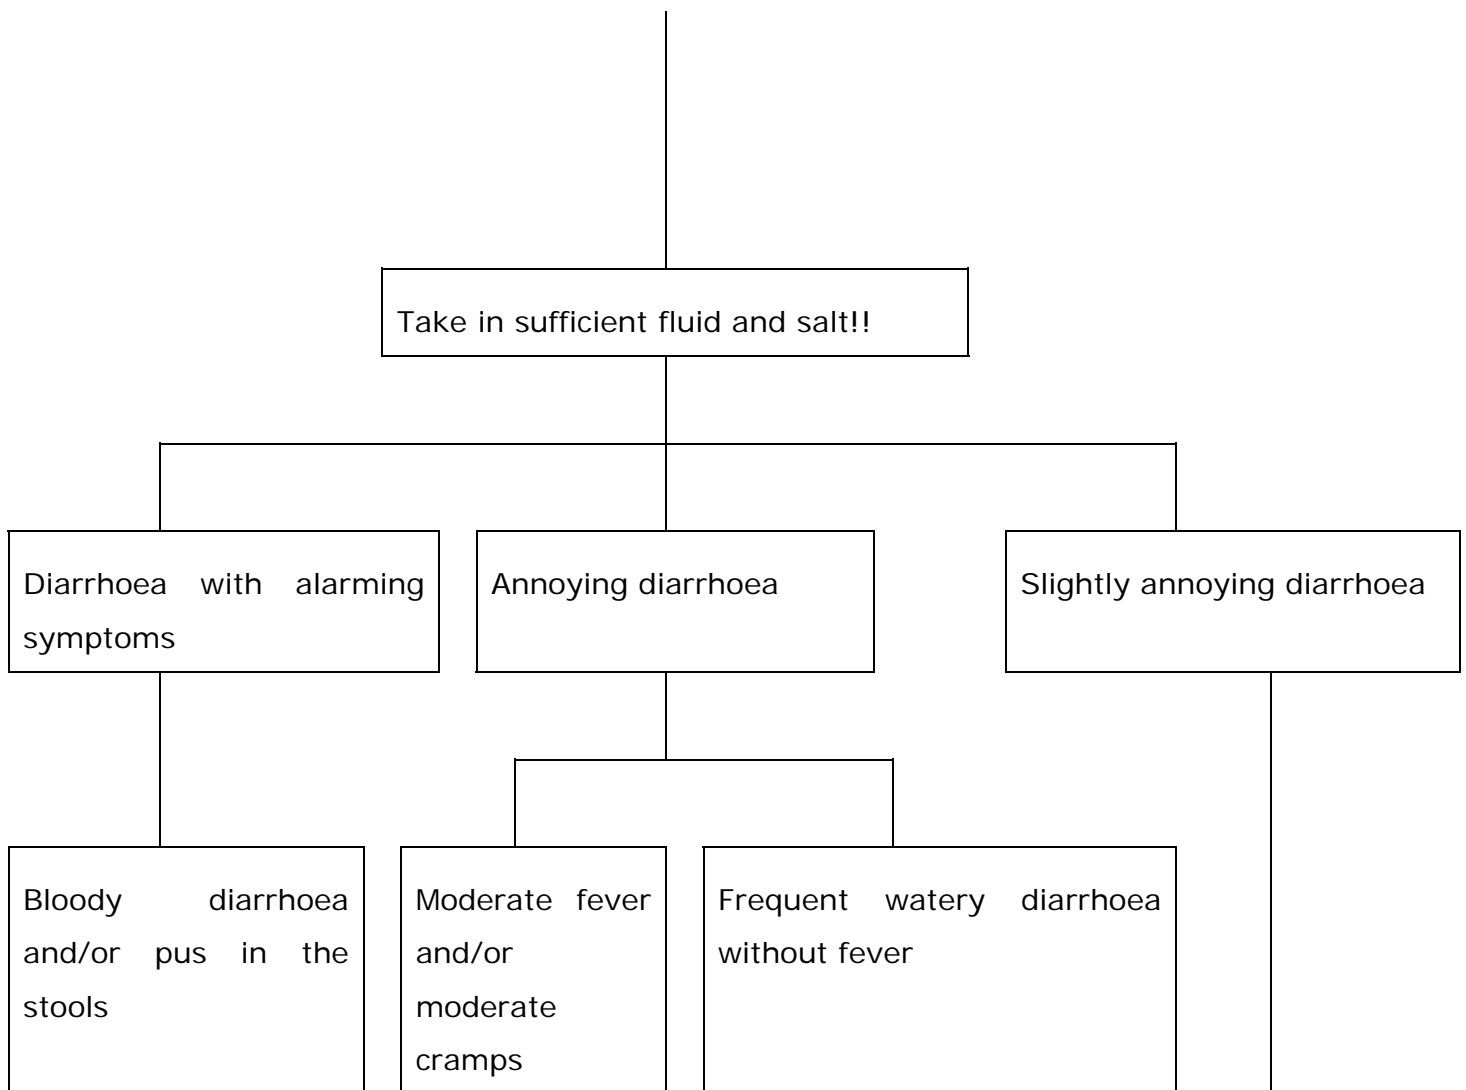 Take in sufficient fluid and salt!!
Diarrhoea with alarming
symptoms
Annoying diarrhoea
Slightly annoying diarrhoea
Bloody diarrhoea
and/or pus in the
stools
Moderate fever
and/or
moderate
cramps
Frequent watery diarrhoea
without fever